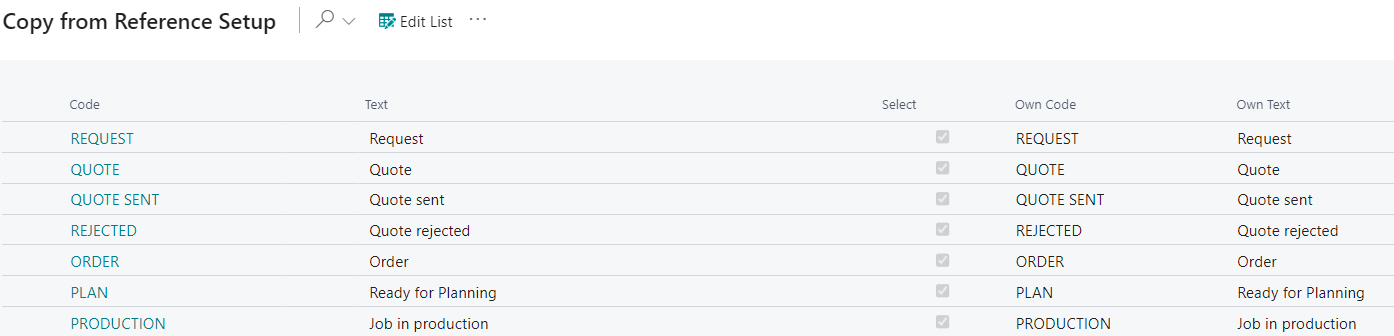 Copy from Reference Setup Edit List ...
Code Text Select Own Code Own Text
REQUEST Request REQUEST Request
QUOTE Quote QUOTE Quote
QUOTE SENT Quote sent QUOTE SENT Quote sent
REJECTED Quote rejected REJECTED Quote rejected
ORDER Order ORDER Order
PLAN Ready for Planning PLAN Ready for Planning
PRODUCTION Job in production PRODUCTION Job in production